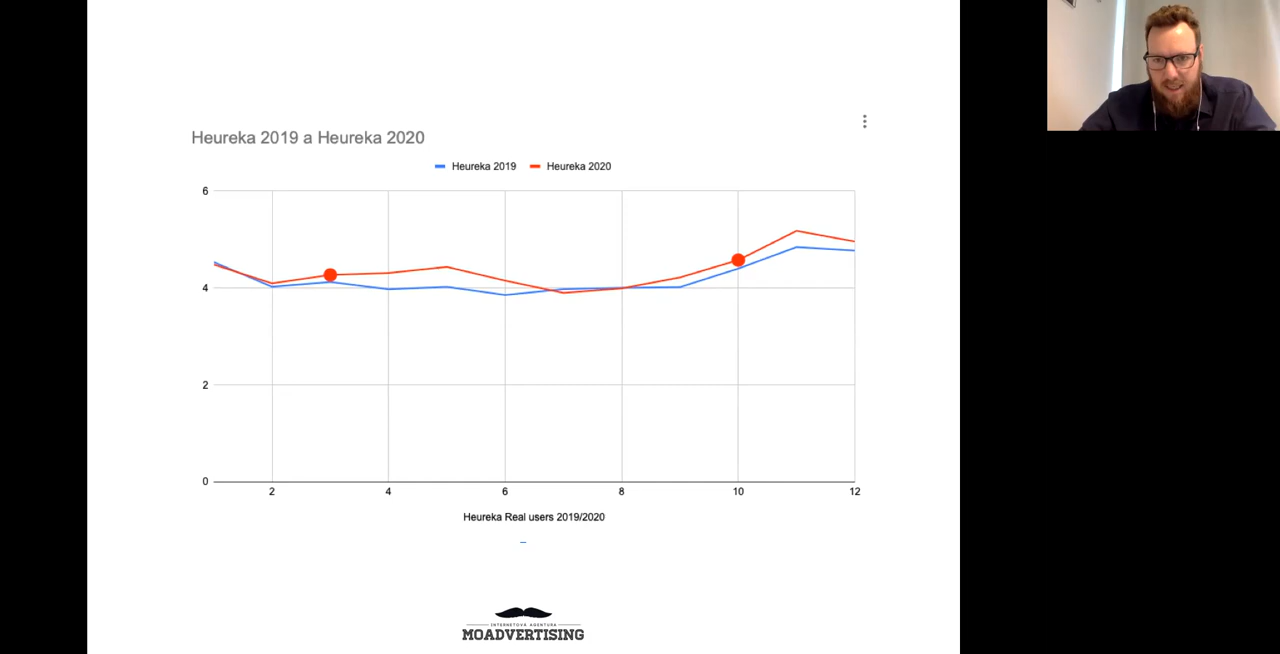 Heureka 2019 a Heureka 2020
Heureka 2019 Heureka 2020
6
4
2
0
2 4 6 8 10 12
Heureka Real users 2019/2020
INTERNETOVÁ AGENTURA
MOADVERTISING